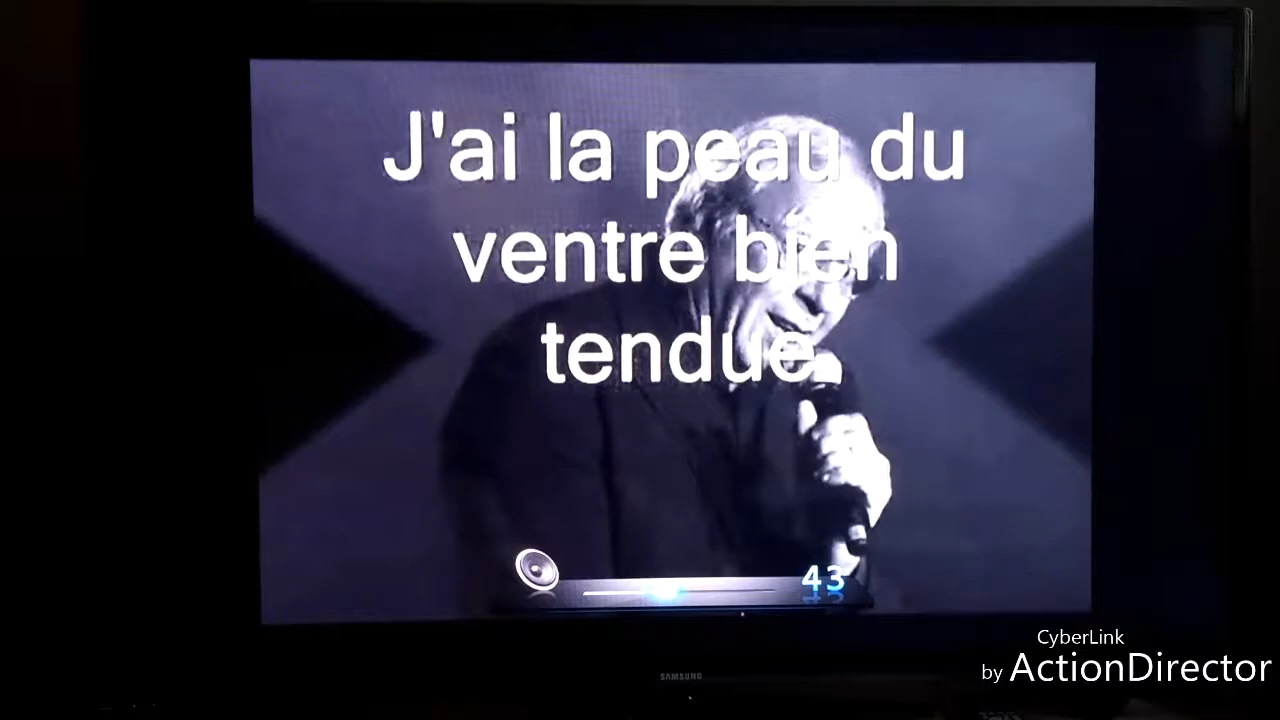 J'ai la peau du
ventre bien
tendue.
43
SAMSUNG
CyberLink
by ActionDirector